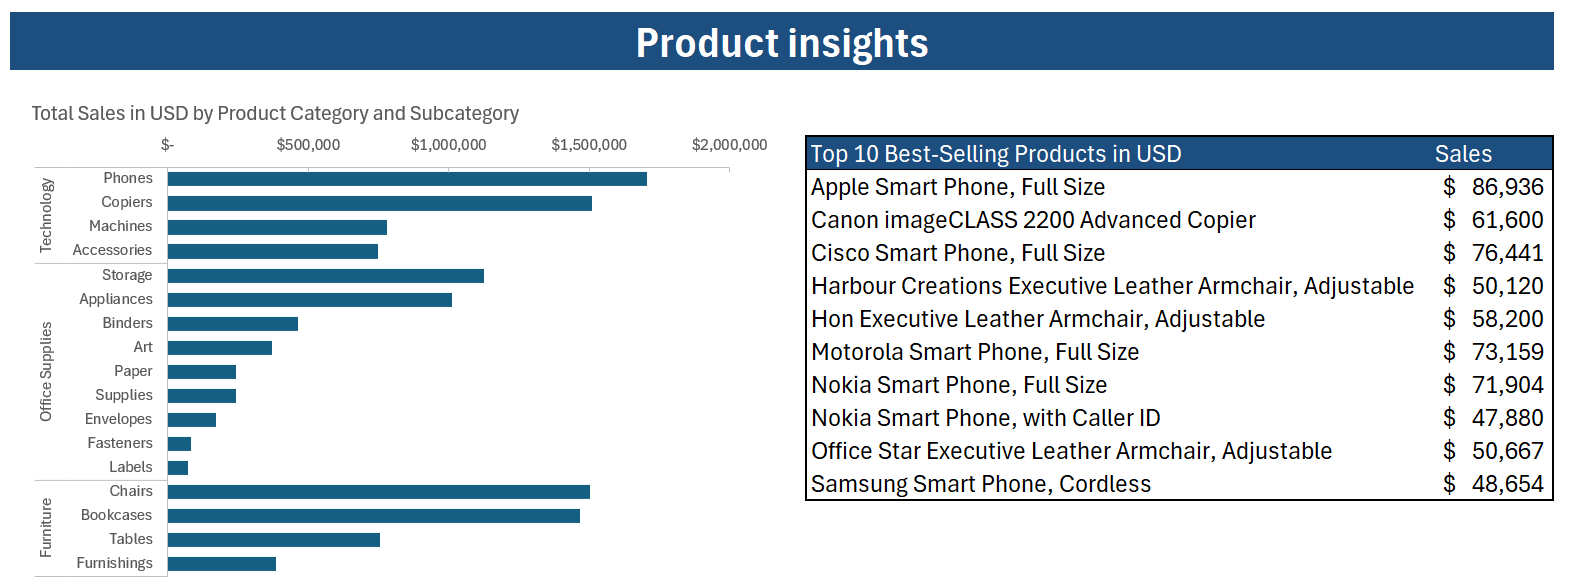 Product insights
Total Sales in USD by Product Category and Subcategory
$- $500,000 $1,000,000 $1,500,000 $2,000,000
Technology
Phones
Copiers
Machines
Accessories
Office Supplies
Storage
Appliances
Binders
Art
Paper
Supplies
Envelopes
Fasteners
Labels
Furniture
Chairs
Bookcases
Tables
Furnishings
Top 10 Best-Selling Products in USD Sales
Apple Smart Phone, Full Size $ 86,936
Canon imageCLASS 2200 Advanced Copier $ 61,600
Cisco Smart Phone, Full Size $ 76,441
Harbour Creations Executive Leather Armchair, Adjustable $ 50,120
Hon Executive Leather Armchair, Adjustable $ 58,200
Motorola Smart Phone, Full Size $ 73,159
Nokia Smart Phone, Full Size $ 71,904
Nokia Smart Phone, with Caller ID $ 47,880
Office Star Executive Leather Armchair, Adjustable $ 50,667
Samsung Smart Phone, Cordless $ 48,654